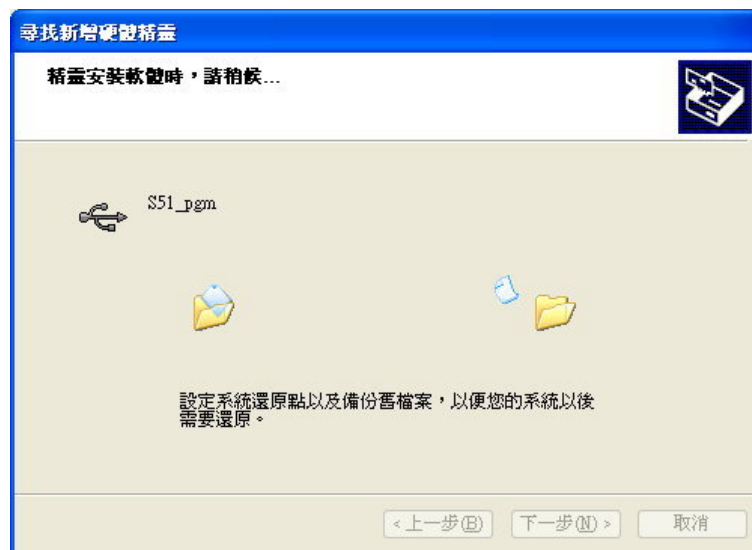 尋找新增硬體精靈
精靈安裝軟體時，請稍候...
S51_pgm
設定系統還原點以及備份舊檔案，以便您的系統以後
需要還原。
<上一步(B)
下一步(N)>
取消